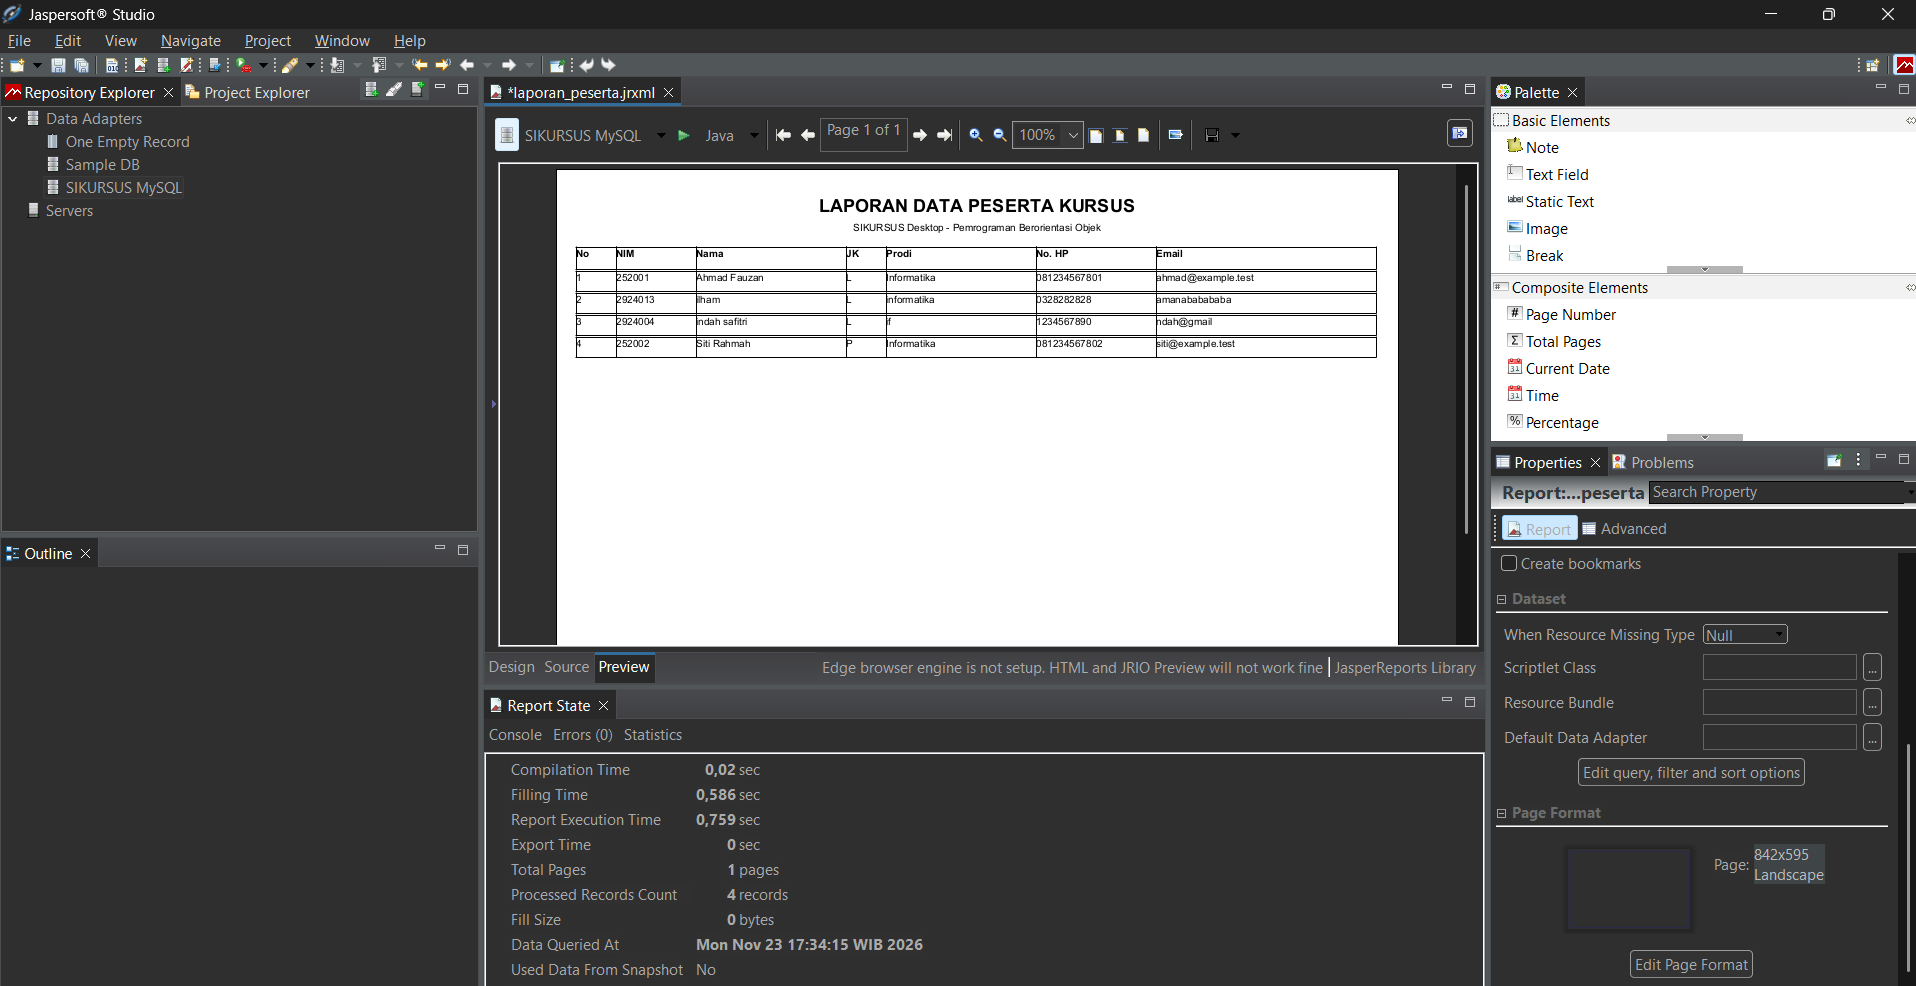 Jaspersoft® Studio
File Edit View Navigate Project Window Help
Repository Explorer Project Explorer
Data Adapters
One Empty Record
Sample DB
SIKURSUS MySQL
Servers
Outline
*laporan_peserta.jrxml
SIKURSUS MySQL Java Page 1 of 1 100%
LAPORAN DATA PESERTA KURSUS
SIKURSUS Desktop - Pemrograman Berorientasi Objek
No NIM Nama JK Prodi No. HP Email
1 252001 Ahmad Fauzan L Informatika 081234567801 ahmad@example.test
2 2924013 ilham L informatika 0328282828 amanababababa
3 2924004 indah safitri L if 1234567890 ndah@gmail
4 252002 Siti Rahmah P Informatika 081234567802 siti@example.test
Design Source Preview Edge browser engine is not setup. HTML and JRIO Preview will not work fine JasperReports Library
Report State
Console Errors (0) Statistics
Compilation Time 0,02 sec
Filling Time 0,586 sec
Report Execution Time 0,759 sec
Export Time 0 sec
Total Pages 1 pages
Processed Records Count 4 records
Fill Size 0 bytes
Data Queried At Mon Nov 23 17:34:15 WIB 2026
Used Data From Snapshot No
Palette
Basic Elements
Note
Text Field
Static Text
Image
Break
Composite Elements
Page Number
Total Pages
Current Date
Time
Percentage
Properties Problems
Report:...peserta Search Property
Report Advanced
Create bookmarks
Dataset
When Resource Missing Type Null
Scriptlet Class ...
Resource Bundle ...
Default Data Adapter ...
Edit query, filter and sort options
Page Format
Page: 842x595
Landscape
Edit Page Format